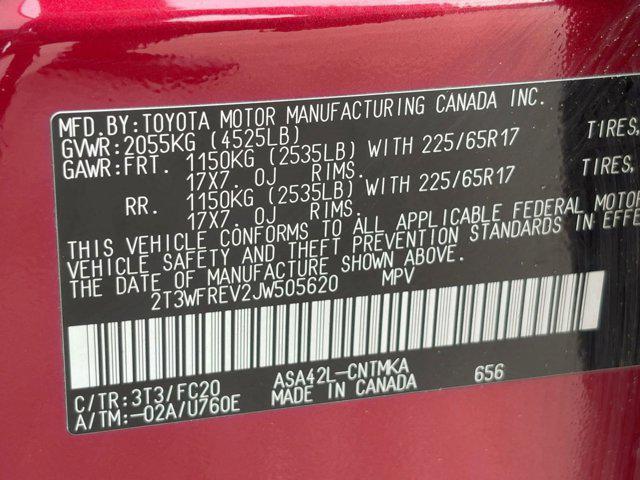 MFD. BY: TOYOTA MOTOR MANUFACTURING CANADA INC.
GVWR: 2055KG (4525LB)
GAWR: FRT. 1150KG (2535LB) WITH 225/65R17 TIRES,
17X7. 0J RIMS.
RR. 1150KG (2535LB) WITH 225/65R17 TIRES,
17X7. 0J RIMS.
THIS VEHICLE CONFORMS TO ALL APPLICABLE FEDERAL MOTOR
VEHICLE SAFETY AND THEFT PREVENTION STANDARDS IN EFFE
THE DATE OF MANUFACTURE SHOWN ABOVE.
2T3WFREV2JW505620 MPV
C/TR: 3T3/FC20 ASA42L-CNTMKA 656
A/TM: -02A/U760E MADE IN CANADA